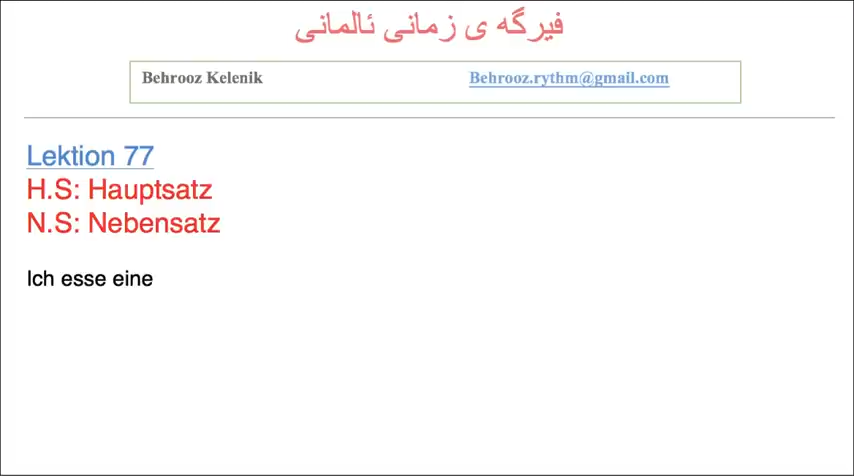 فیرگه ی زمانی ئالمانی
Behrooz Kelenik Behrooz.rythm@gmail.com
Lektion 77
H.S: Hauptsatz
N.S: Nebensatz
Ich esse eine